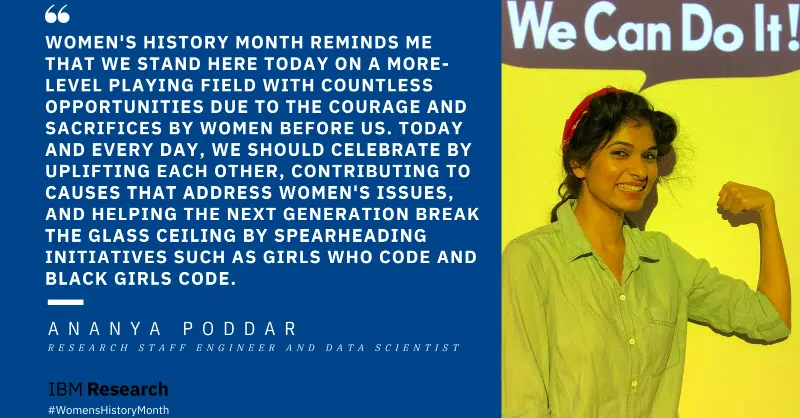 “
WOMEN'S HISTORY MONTH REMINDS ME
THAT WE STAND HERE TODAY ON A MORE-
LEVEL PLAYING FIELD WITH COUNTLESS
OPPORTUNITIES DUE TO THE COURAGE AND
SACRIFICES BY WOMEN BEFORE US. TODAY
AND EVERY DAY, WE SHOULD CELEBRATE BY
UPLIFTING EACH OTHER, CONTRIBUTING TO
CAUSES THAT ADDRESS WOMEN'S ISSUES,
AND HELPING THE NEXT GENERATION BREAK
THE GLASS CEILING BY SPEARHEADING
INITIATIVES SUCH AS GIRLS WHO CODE AND
BLACK GIRLS CODE.
ANANYA PODDAR
RESEARCH STAFF ENGINEER AND DATA SCIENTIST
IBM Research
#WomensHistoryMonth
We Can Do It!